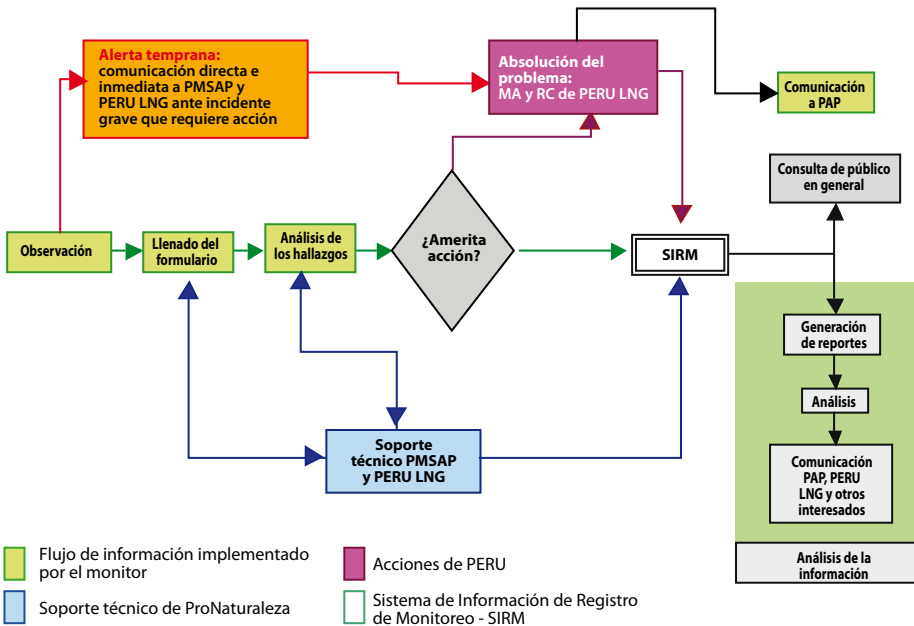 Alerta temprana:
comunicación directa e
inmediata a PMSAP y
PERU LNG ante incidente
grave que requiere acción
Absolución del
problema:
MA y RC de PERU LNG
Comunicación
a PAP
Consulta de público
en general
Observación
Llenado del
formulario
Análisis de
los hallazgos
¿Amerita
acción?
SIRM
Generación
de reportes
Análisis
Comunicación
PAP, PERU
LNG y otros
interesados
Análisis de la
información
Soporte
técnico PMSAP
y PERU LNG
Flujo de información implementado
por el monitor
Acciones de PERU
Soporte técnico de ProNaturaleza
Sistema de Información de Registro
de Monitoreo - SIRM